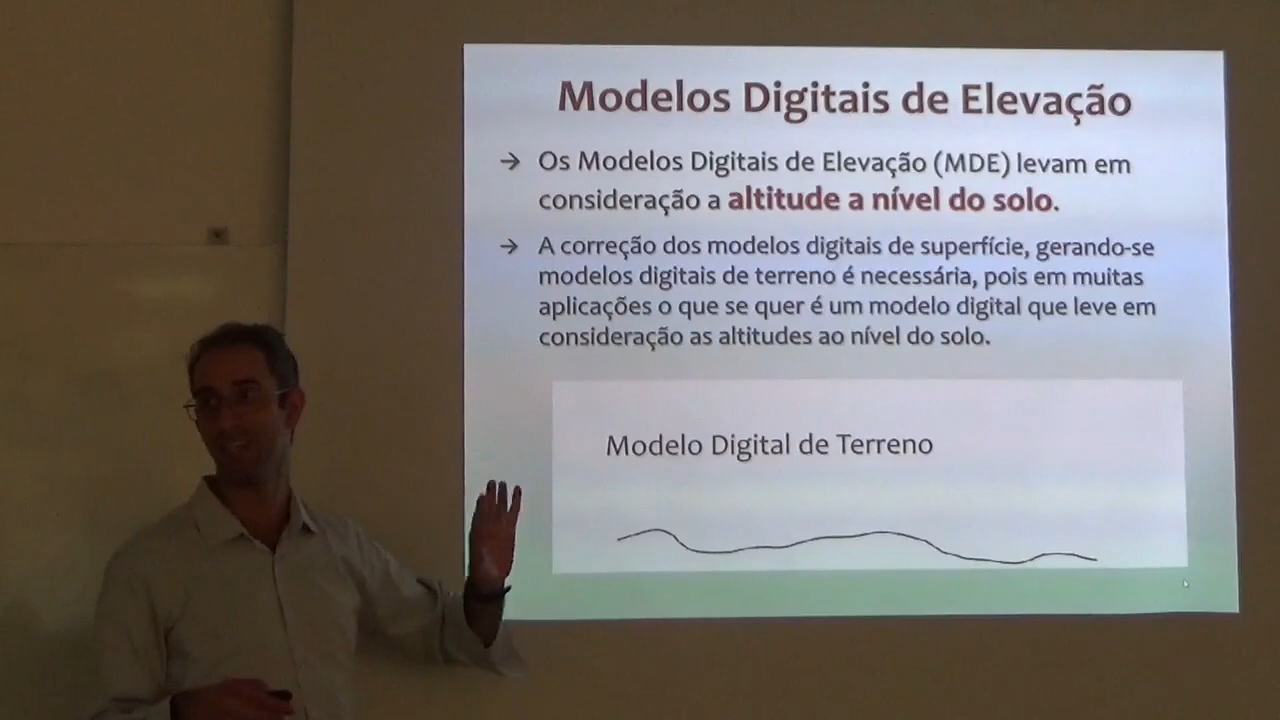 Modelos Digitais de Elevação
→ Os Modelos Digitais de Elevação (MDE) levam em
consideração a altitude a nível do solo.
→ A correção dos modelos digitais de superfície, gerando-se
modelos digitais de terreno é necessária, pois em muitas
aplicações o que se quer é um modelo digital que leve em
consideração as altitudes ao nível do solo.
Modelo Digital de Terreno